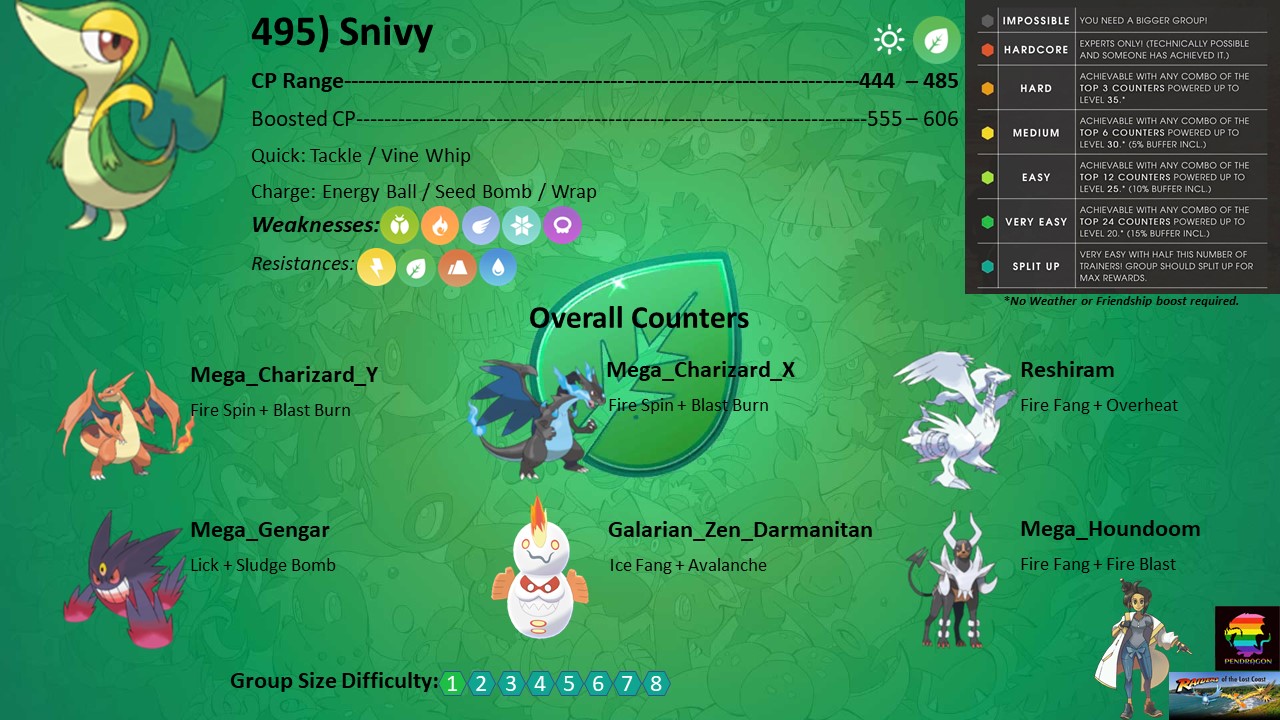 495) Snivy
CP Range--------------------------------------------------------------------------444 – 485
Boosted CP-------------------------------------------------------------------------555 – 606
Quick: Tackle / Vine Whip
Charge: Energy Ball / Seed Bomb / Wrap
Weaknesses:
Resistances:
IMPOSSIBLE YOU NEED A BIGGER GROUP!
HARDCORE EXPERTS ONLY! (TECHNICALLY POSSIBLE
AND SOMEONE HAS ACHIEVED IT.)
HARD ACHIEVABLE WITH ANY COMBO OF THE
TOP 3 COUNTERS POWERED UP TO
LEVEL 35.*
MEDIUM ACHIEVABLE WITH ANY COMBO OF THE
TOP 6 COUNTERS POWERED UP TO
LEVEL 30.* (5% BUFFER INCL.)
EASY ACHIEVABLE WITH ANY COMBO OF THE
TOP 12 COUNTERS POWERED UP TO
LEVEL 25.* (10% BUFFER INCL.)
VERY EASY ACHIEVABLE WITH ANY COMBO OF THE
TOP 24 COUNTERS POWERED UP TO
LEVEL 20.* (15% BUFFER INCL.)
SPLIT UP VERY EASY WITH HALF THIS NUMBER OF
TRAINERS! GROUP SHOULD SPLIT UP FOR
MAX REWARDS.
*No Weather or Friendship boost required.
Overall Counters
Mega_Charizard_Y
Fire Spin + Blast Burn
Mega_Charizard_X
Fire Spin + Blast Burn
Reshiram
Fire Fang + Overheat
Mega_Gengar
Lick + Sludge Bomb
Galarian_Zen_Darmanitan
Ice Fang + Avalanche
Mega_Houndoom
Fire Fang + Fire Blast
Group Size Difficulty: 1 2 3 4 5 6 7 8
PENDRAGON
RAIDERS of the Lost Coast